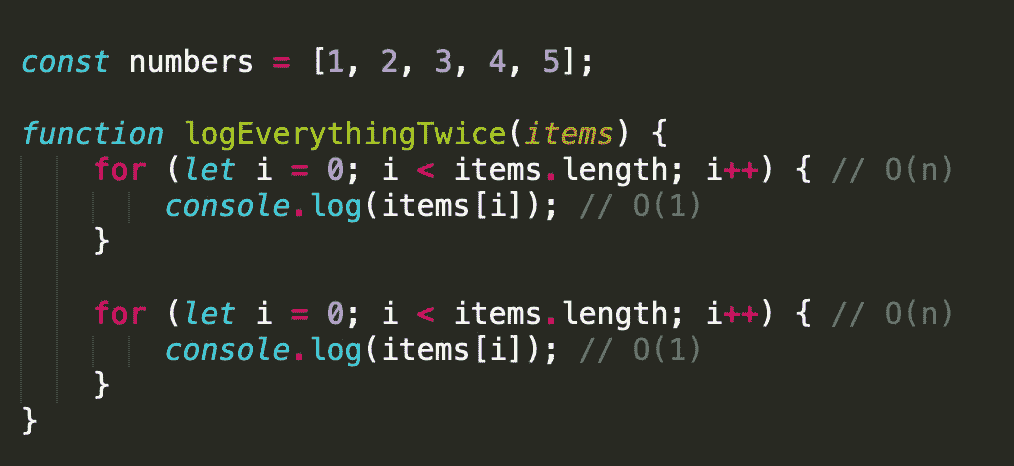 const numbers = [1, 2, 3, 4, 5];
function logEverythingTwice(items) {
for (let i = 0; i < items.length; i++) { // O(n)
console.log(items[i]); // O(1)
}
for (let i = 0; i < items.length; i++) { // O(n)
console.log(items[i]); // O(1)
}
}